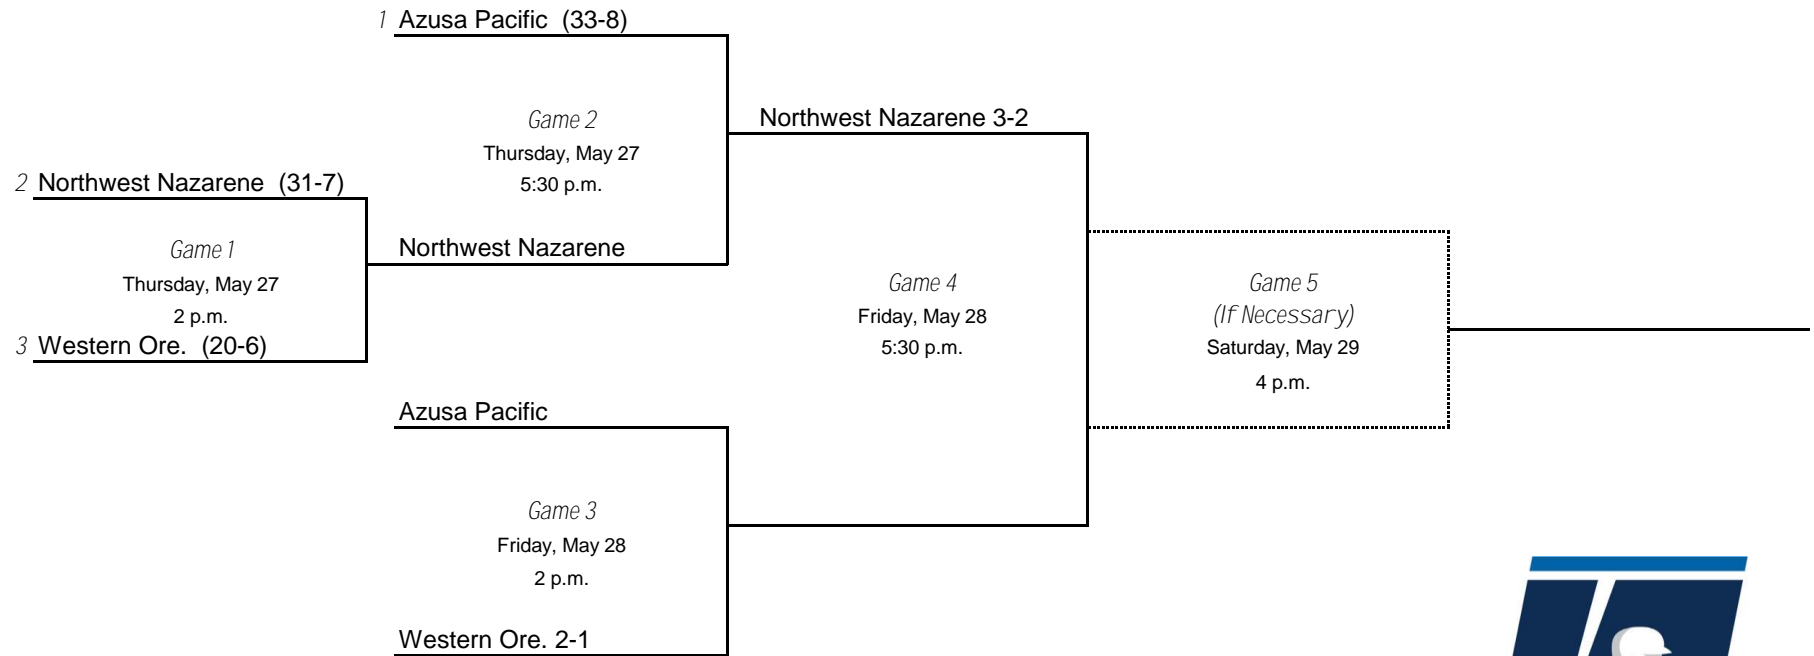 1 Azusa Pacific (33-8)
Game 2
Thursday, May 27
5:30 p.m.
Northwest Nazarene 3-2
2 Northwest Nazarene (31-7)
Game 1
Thursday, May 27
2 p.m.
Northwest Nazarene
3 Western Ore. (20-6)
Game 4
Friday, May 28
5:30 p.m.
Game 5
(If Necessary)
Saturday, May 29
4 p.m.
Azusa Pacific
Game 3
Friday, May 28
2 p.m.
Western Ore. 2-1